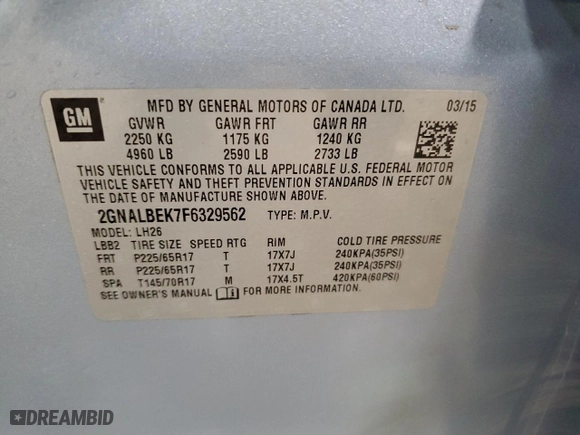 GM
MFD BY GENERAL MOTORS OF CANADA LTD. 03/15
GVWR GAWR FRT GAWR RR
2250 KG 1175 KG 1240 KG
4960 LB 2590 LB 2733 LB
THIS VEHICLE CONFORMS TO ALL APPLICABLE U.S. FEDERAL MOTOR
VEHICLE SAFETY AND THEFT PREVENTION STANDARDS IN EFFECT ON
THE DATE OF MANUFACTURE SHOWN ABOVE.
2GNALBEK7F6329562 TYPE: M.P.V.
MODEL: LH26
LBB2 TIRE SIZE SPEED RTG RIM COLD TIRE PRESSURE
FRT P225/65R17 T 17X7J 240KPA(35PSI)
RR P225/65R17 T 17X7J 240KPA(35PSI)
SPA T145/70R17 M 17X4.5T 420KPA(60PSI)
SEE OWNER'S MANUAL i FOR MORE INFORMATION.
DREAMBID